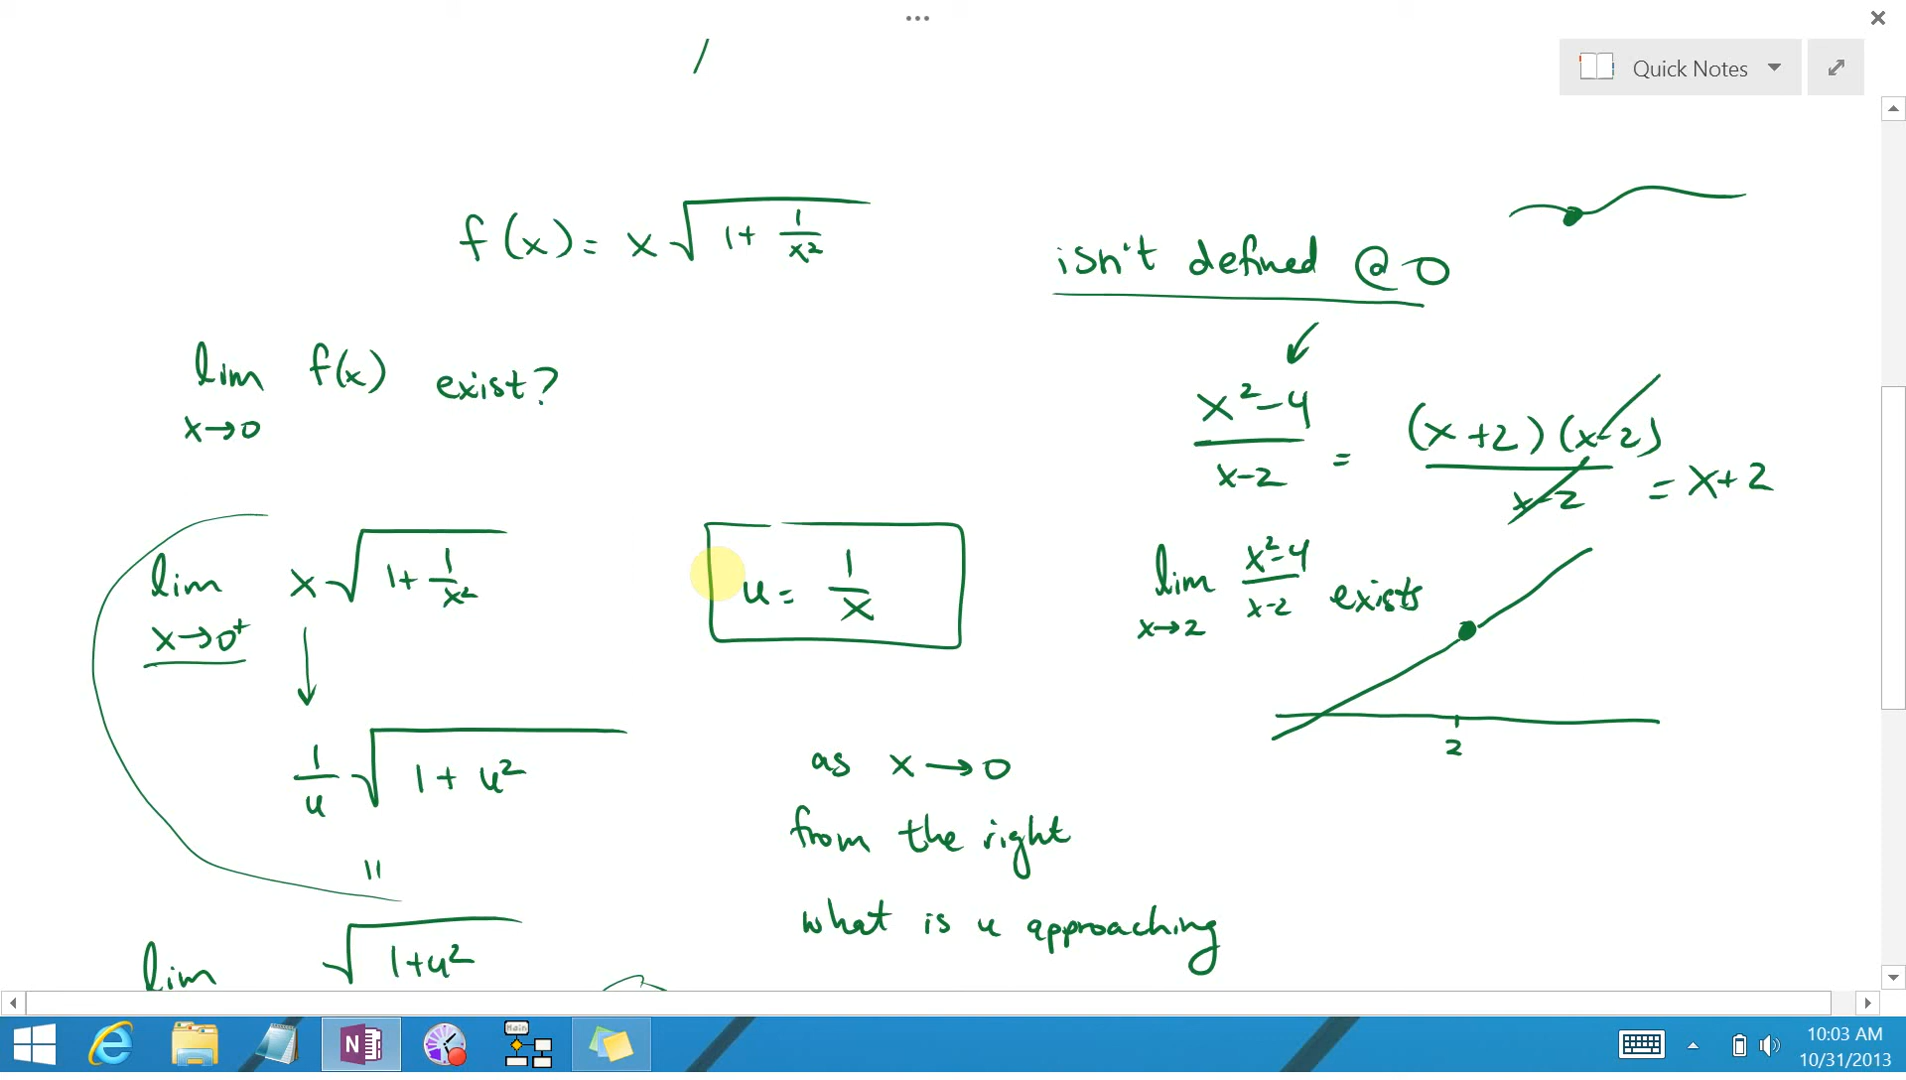 Quick Notes
f(x) = x √(1 + 1/x²)
isn't defined @ 0
lim f(x) exist?
x→0
(x²-4)/(x-2) = ((x+2)(x-2))/(x-2) = x+2
lim x √(1 + 1/x²)
x→0⁺
u = 1/x
lim (x²-4)/(x-2) exists
x→2
2
1/u √(1 + u²)
as x → 0
from the right
what is u approaching
"
lim √(1+u²)
N
Main
10:03 AM
10/31/2013